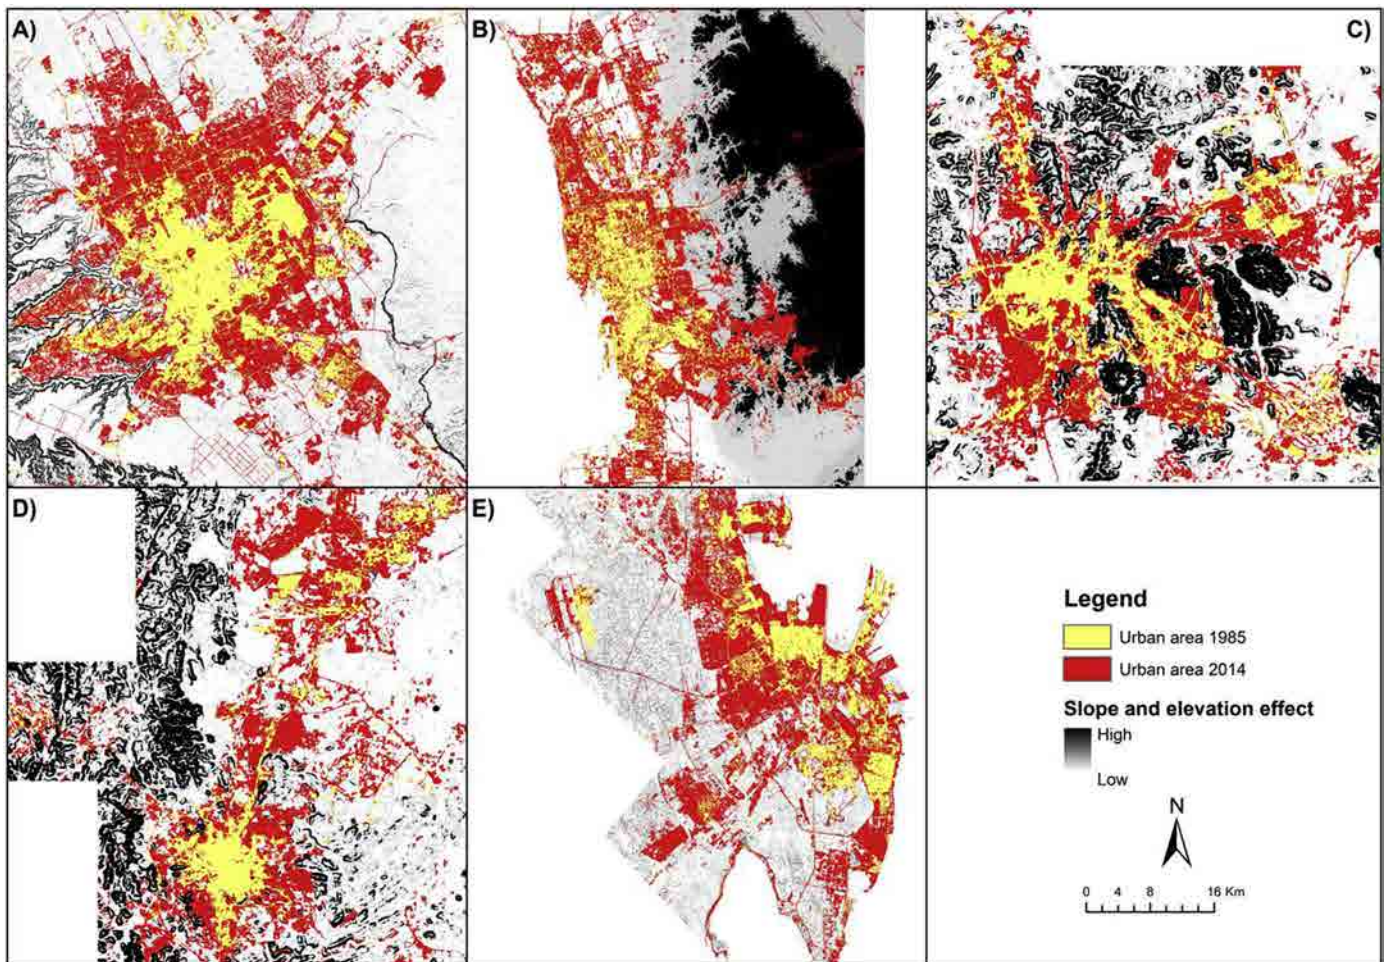 A)
B)
C)
D)
E)
Legend
Urban area 1985
Urban area 2014
Slope and elevation effect
High
Low
N
0 4 8 16 Km